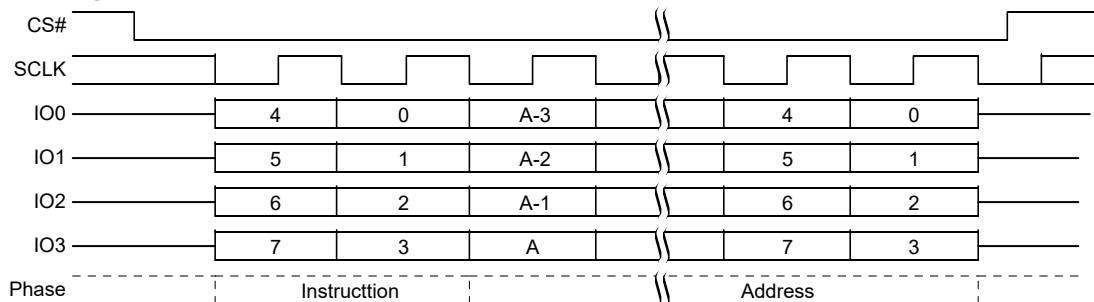 CS#
SCLK
IO0 4 0 A-3 4 0
IO1 5 1 A-2 5 1
IO2 6 2 A-1 6 2
IO3 7 3 A 7 3
Phase Instructtion Address